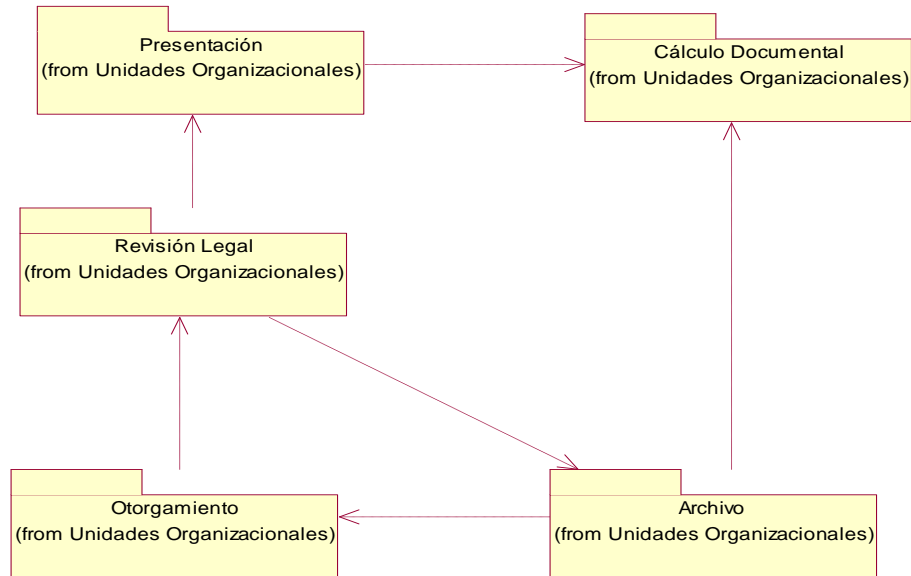 Presentación
(from Unidades Organizacionales)
Cálculo Documental
(from Unidades Organizacionales)
Revisión Legal
(from Unidades Organizacionales)
Otorgamiento
(from Unidades Organizacionales)
Archivo
(from Unidades Organizacionales)